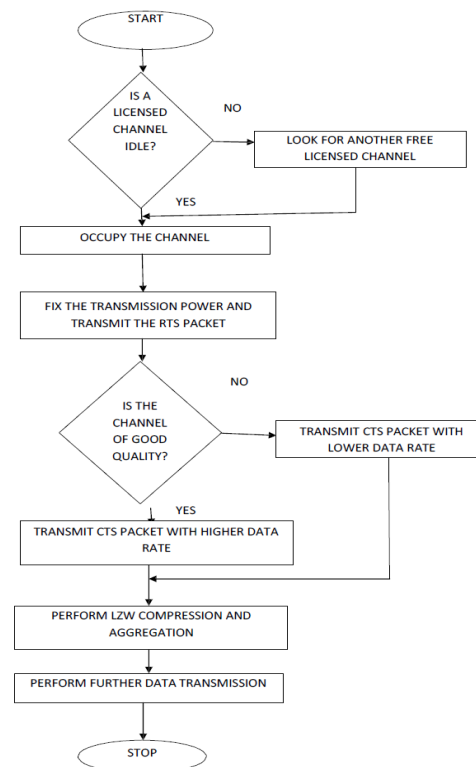 START
IS A
LICENSED
CHANNEL
IDLE?
NO
LOOK FOR ANOTHER FREE
LICENSED CHANNEL
YES
OCCUPY THE CHANNEL
FIX THE TRANSMISSION POWER AND
TRANSMIT THE RTS PACKET
NO
IS THE
CHANNEL
OF GOOD
QUALITY?
TRANSMIT CTS PACKET WITH
LOWER DATA RATE
YES
TRANSMIT CTS PACKET WITH HIGHER DATA
RATE
PERFORM LZW COMPRESSION AND
AGGREGATION
PERFORM FURTHER DATA TRANSMISSION
STOP